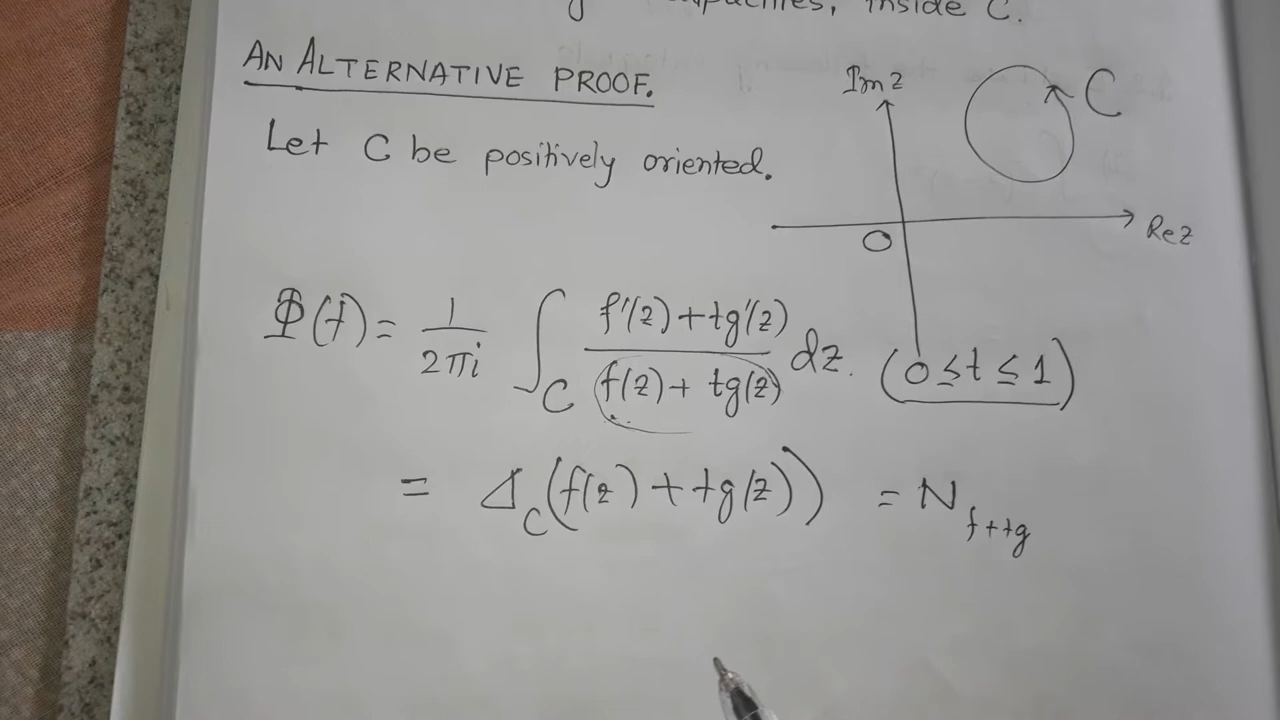 inside C.
AN ALTERNATIVE PROOF.
Im z
C
Let C be positively oriented.
O
Re z
Φ(t) = 1/2πi ∫_C (f'(z) + tg'(z))/(f(z) + tg(z)) dz. (0 ≤ t ≤ 1)
= Δ_C (f(z) + tg(z)) = N_{f+tg}